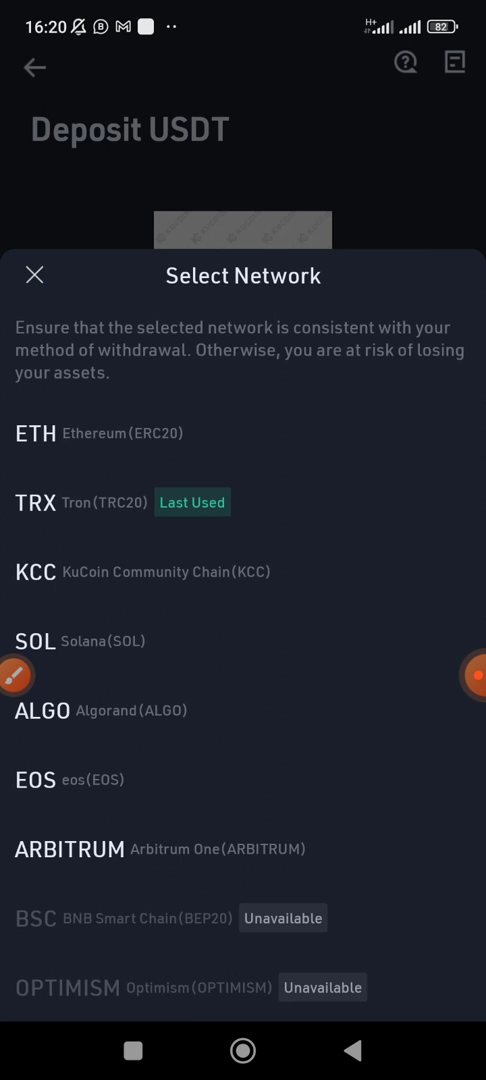 16:20
82
Deposit USDT
Select Network
Ensure that the selected network is consistent with your
method of withdrawal. Otherwise, you are at risk of losing
your assets.
ETH Ethereum(ERC20)
TRX Tron(TRC20) Last Used
KCC KuCoin Community Chain(KCC)
SOL Solana(SOL)
ALGO Algorand(ALGO)
EOS eos(EOS)
ARBITRUM Arbitrum One(ARBITRUM)
BSC BNB Smart Chain(BEP20) Unavailable
OPTIMISM Optimism(OPTIMISM) Unavailable